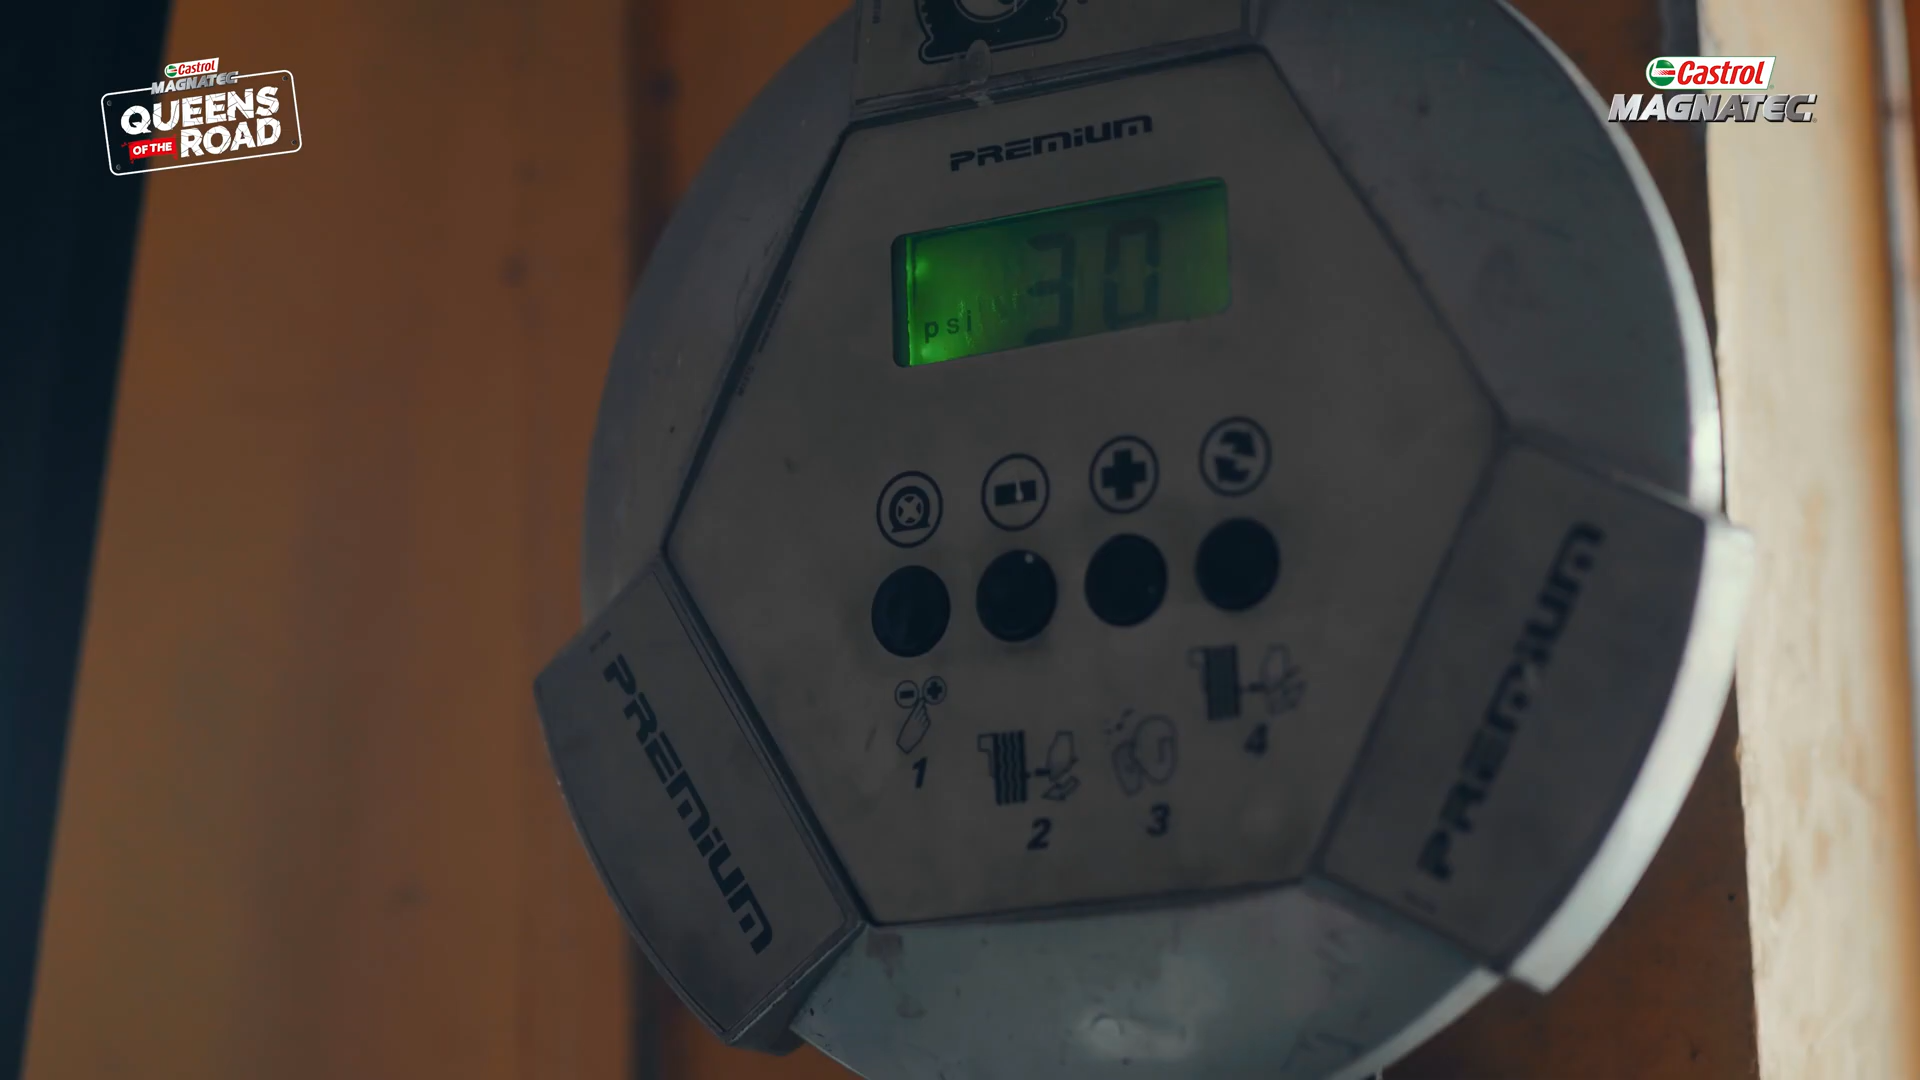 Castrol
MAGNATEC
QUEENS
OF THE
ROAD
Castrol
MAGNATEC
PREMIUM
30
psi
1
2
3
4
PREMIUM
PREMIUM